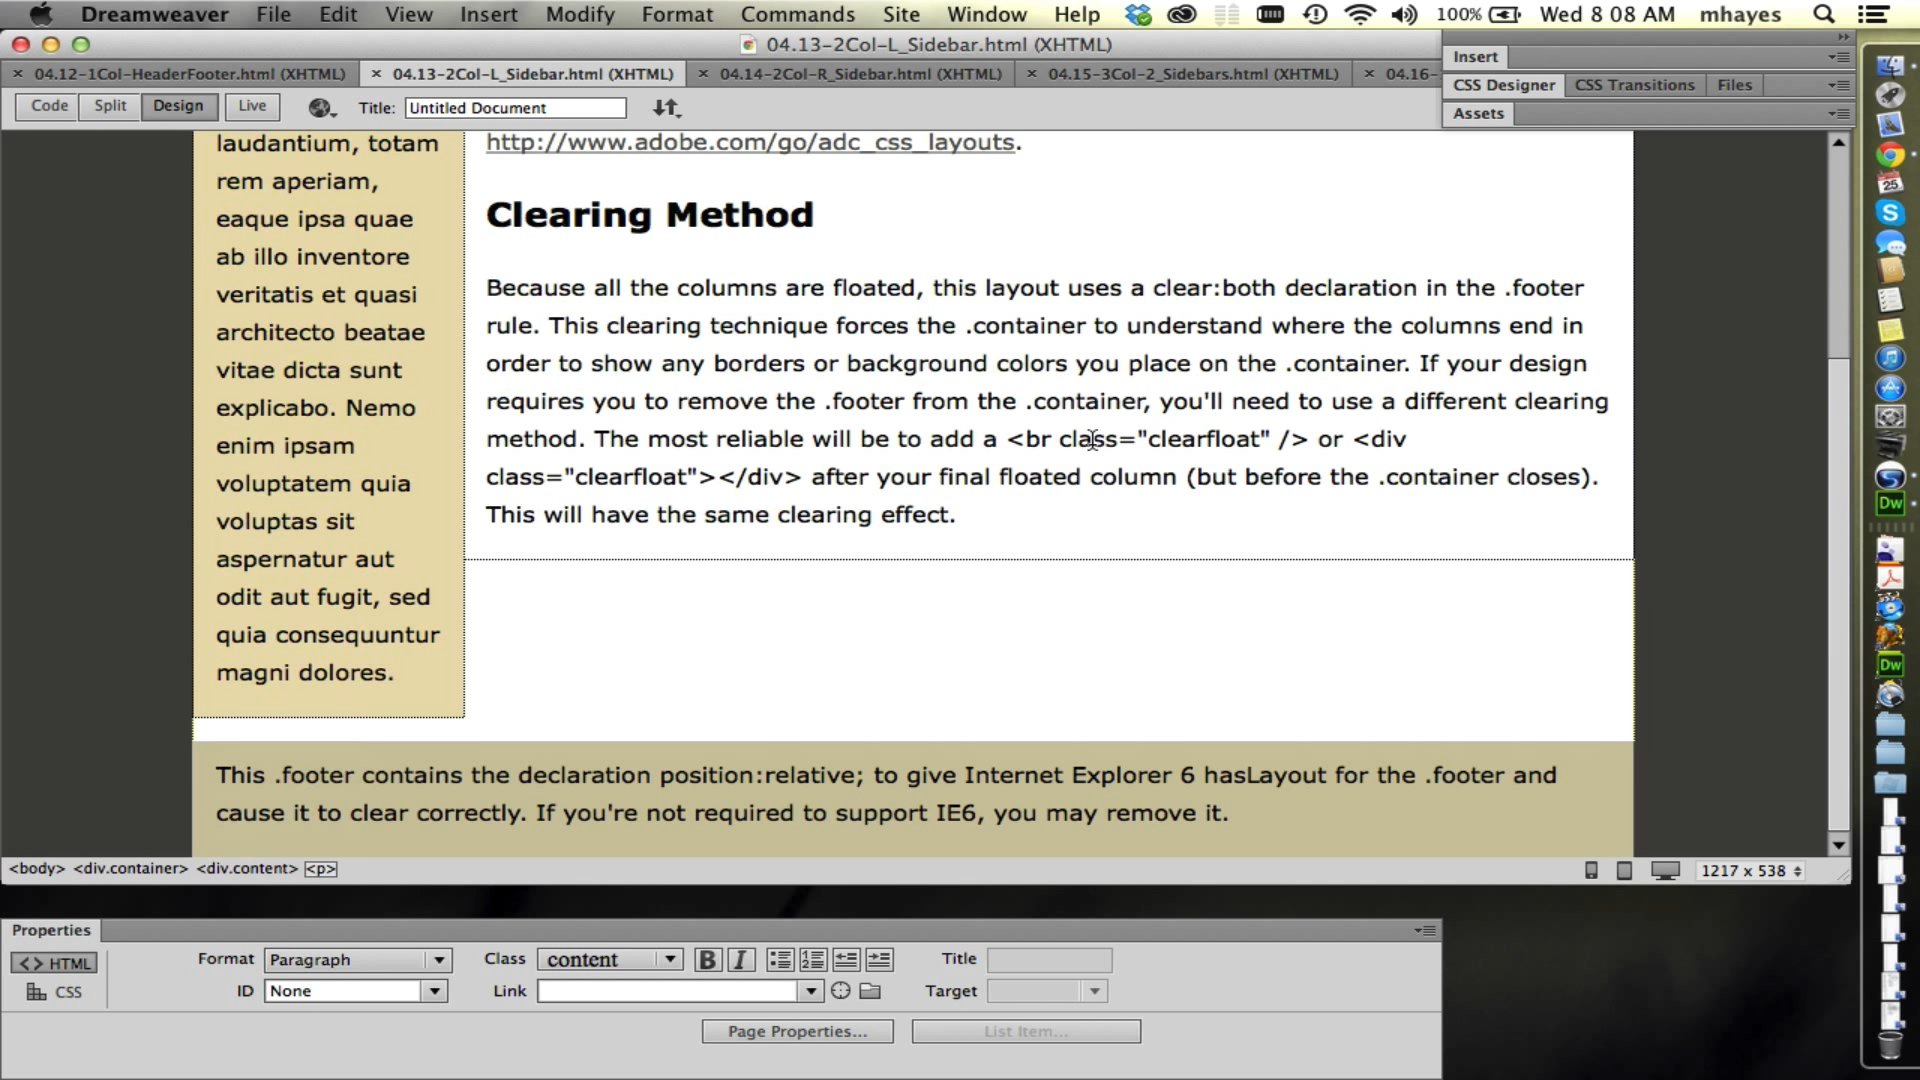 Dreamweaver File Edit View Insert Modify Format Commands Site Window Help 100% Wed 8 08 AM mhayes
04.13-2Col-L_Sidebar.html (XHTML)
04.12-1Col-HeaderFooter.html (XHTML) 04.13-2Col-L_Sidebar.html (XHTML) 04.14-2Col-R_Sidebar.html (XHTML) 04.15-3Col-2_Sidebars.html (XHTML) 04.16-
Insert
CSS Designer CSS Transitions Files
Assets
Code Split Design Live Title: Untitled Document
laudantium, totam
rem aperiam,
eaque ipsa quae
ab illo inventore
veritatis et quasi
architecto beatae
vitae dicta sunt
explicabo. Nemo
enim ipsam
voluptatem quia
voluptas sit
aspernatur aut
odit aut fugit, sed
quia consequuntur
magni dolores.
http://www.adobe.com/go/adc_css_layouts.
Clearing Method
Because all the columns are floated, this layout uses a clear:both declaration in the .footer
rule. This clearing technique forces the .container to understand where the columns end in
order to show any borders or background colors you place on the .container. If your design
requires you to remove the .footer from the .container, you'll need to use a different clearing
method. The most reliable will be to add a <br class="clearfloat" /> or <div
class="clearfloat"></div> after your final floated column (but before the .container closes).
This will have the same clearing effect.
This .footer contains the declaration position:relative; to give Internet Explorer 6 hasLayout for the .footer and
cause it to clear correctly. If you're not required to support IE6, you may remove it.
<body> <div.container> <div.content> <p> 1217 x 538
Properties
<> HTML Format Paragraph Class content B I Title
CSS ID None Link Target
Page Properties... List Item...
25
Dw
Dw